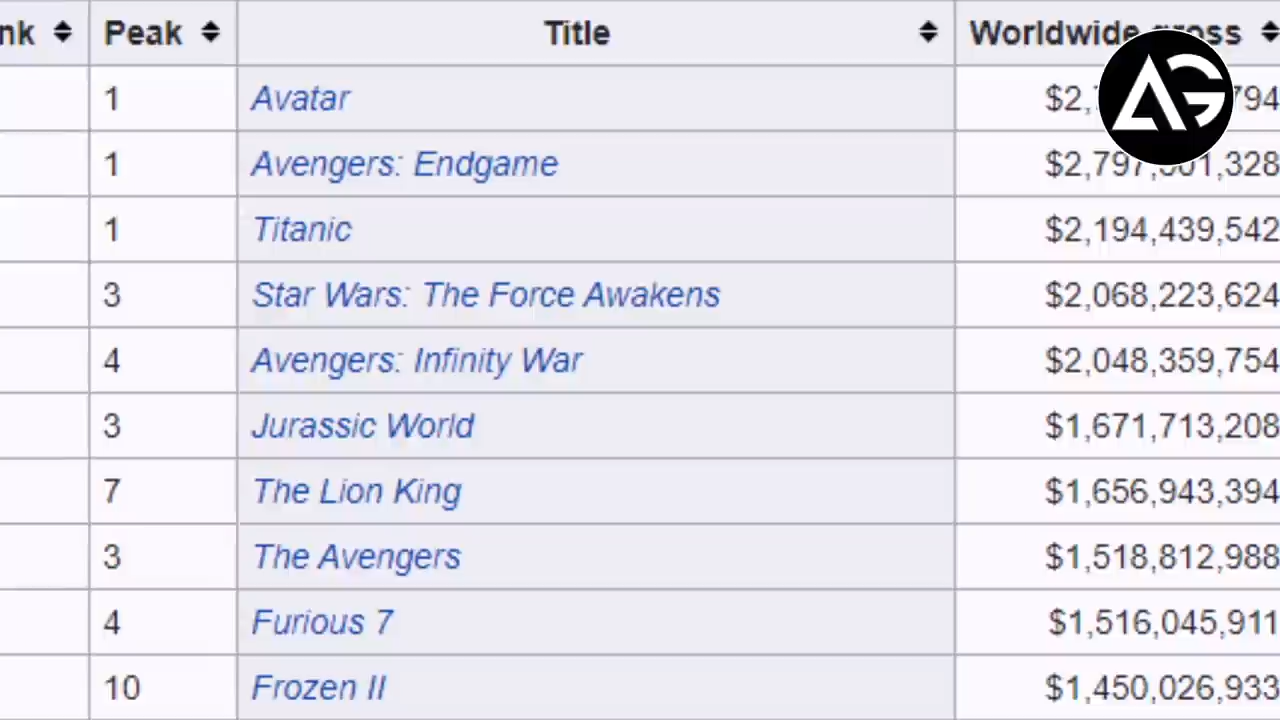 Peak Title Worldwide
AG
1 Avatar
1 Avengers: Endgame
1 Titanic $2,194,439,542
3 Star Wars: The Force Awakens $2,068,223,624
4 Avengers: Infinity War $2,048,359,754
3 Jurassic World $1,671,713,208
7 The Lion King $1,656,943,394
3 The Avengers $1,518,812,988
4 Furious 7 $1,516,045,911
10 Frozen II $1,450,026,933